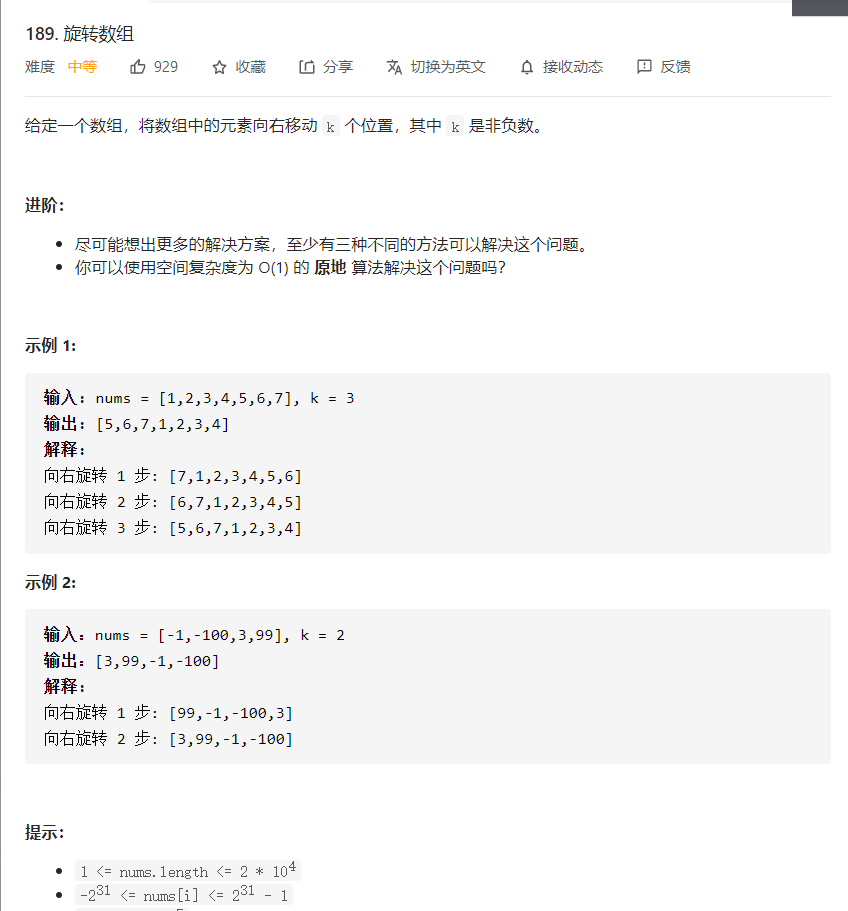 189. 旋转数组
难度 中等 929 收藏 分享 切换为英文 接收动态 反馈
给定一个数组，将数组中的元素向右移动 k 个位置，其中 k 是非负数。
进阶：
尽可能想出更多的解决方案，至少有三种不同的方法可以解决这个问题。
你可以使用空间复杂度为 O(1) 的 原地 算法解决这个问题吗？
示例 1:
输入: nums = [1,2,3,4,5,6,7], k = 3
输出: [5,6,7,1,2,3,4]
解释:
向右旋转 1 步: [7,1,2,3,4,5,6]
向右旋转 2 步: [6,7,1,2,3,4,5]
向右旋转 3 步: [5,6,7,1,2,3,4]
示例 2:
输入：nums = [-1,-100,3,99], k = 2
输出：[3,99,-1,-100]
解释:
向右旋转 1 步: [99,-1,-100,3]
向右旋转 2 步: [3,99,-1,-100]
提示：
1 <= nums.length <= 2 * 10⁴
-2³¹ <= nums[i] <= 2³¹ - 1